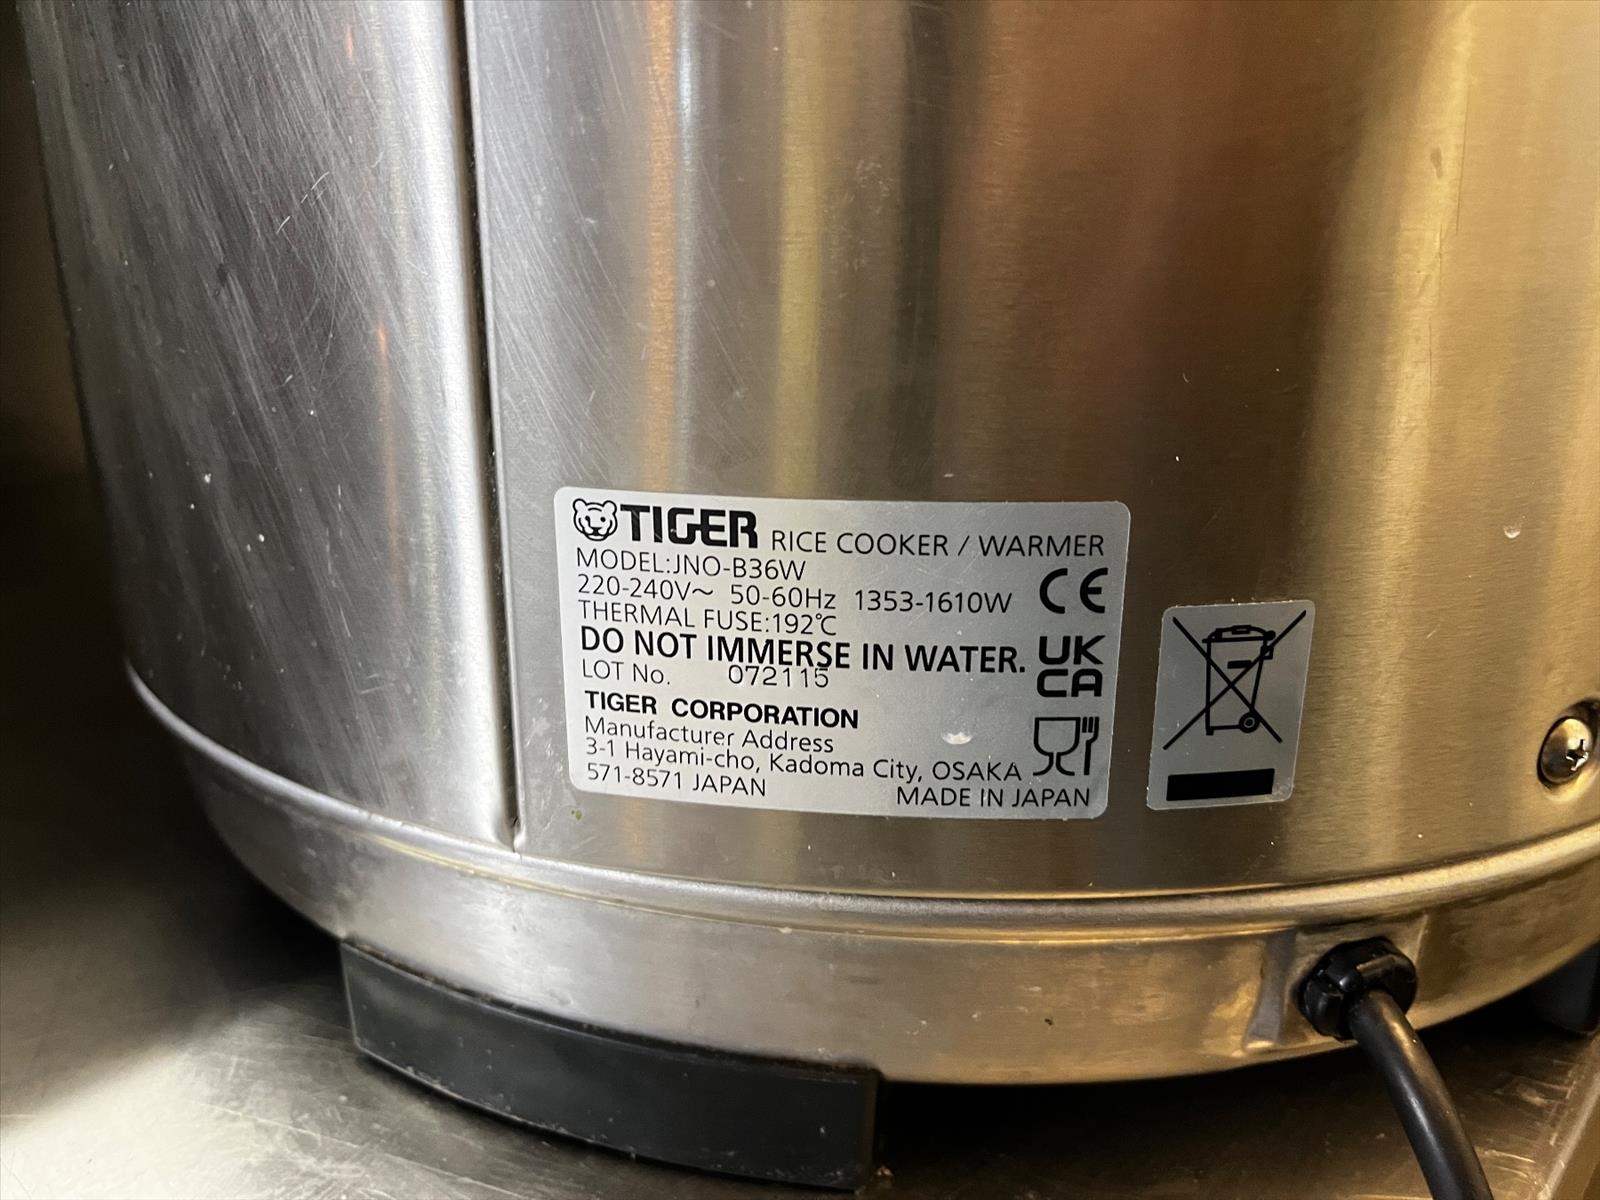 TIGER RICE COOKER / WARMER
MODEL:JNO-B36W
220-240V~ 50-60Hz 1353-1610W
THERMAL FUSE:192℃
DO NOT IMMERSE IN WATER.
LOT No. 072115
TIGER CORPORATION
Manufacturer Address
3-1 Hayami-cho, Kadoma City, OSAKA
571-8571 JAPAN
MADE IN JAPAN
CE
UK
CA